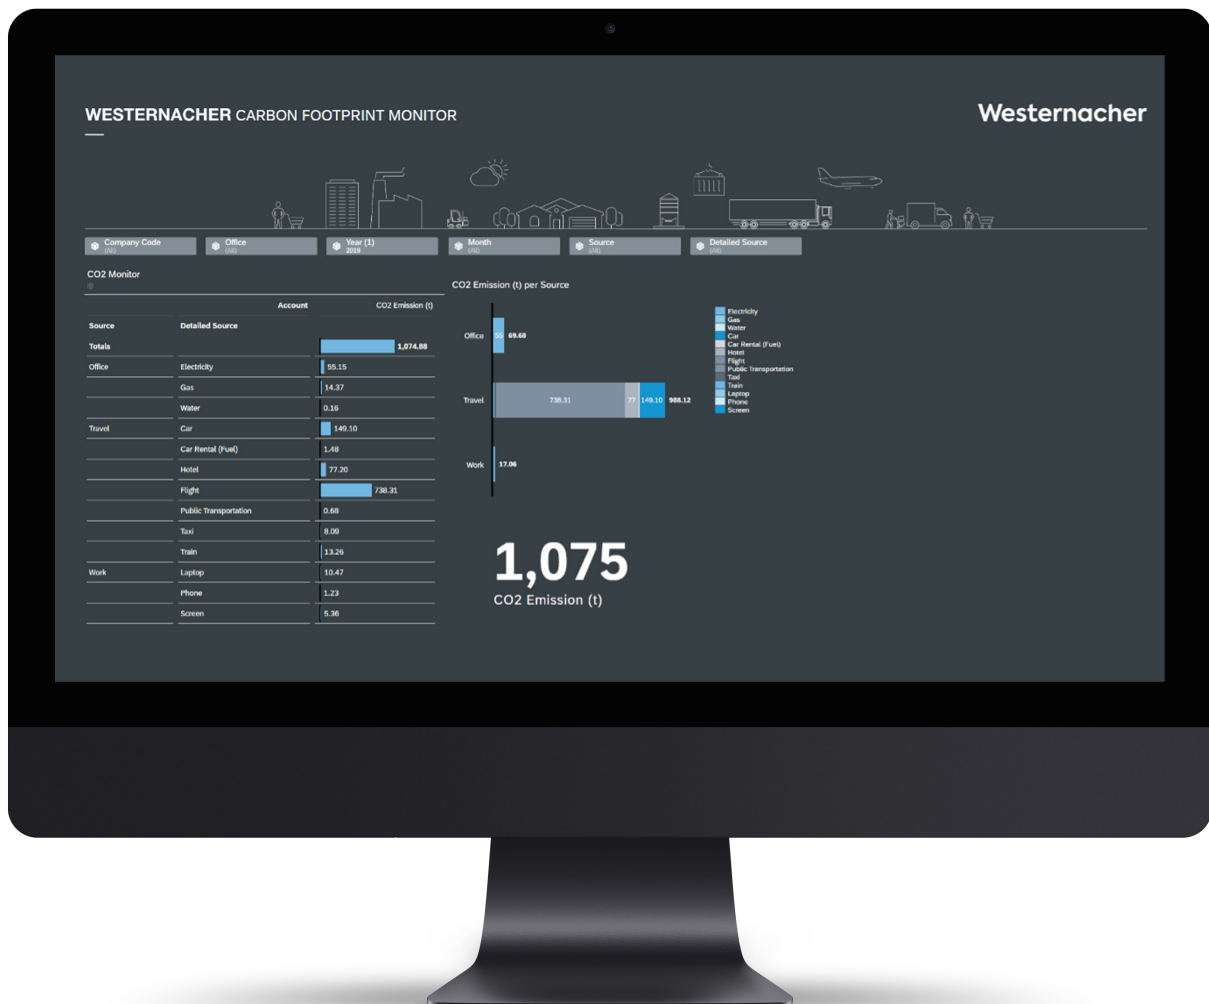 WESTERNACHER CARBON FOOTPRINT MONITOR
Westernacher
Company Code
(All)
Office
(All)
Year (1)
2019
Month
(All)
Source
(All)
Detailed Source
(All)
CO2 Monitor
CO2 Emission (t) per Source
Account CO2 Emission (t)
Source Detailed Source
Totals 1,074.88
Office Electricity 55.15
Gas 14.37
Water 0.16
Travel Car 149.10
Car Rental (Fuel) 1.48
Hotel 77.20
Flight 738.31
Public Transportation 0.68
Taxi 8.09
Train 13.26
Work Laptop 10.47
Phone 1.23
Screen 5.36
Office 55 69.68
Travel 738.31 77 149.10 988.12
Work 17.06
Electricity
Gas
Water
Car
Car Rental (Fuel)
Hotel
Flight
Public Transportation
Taxi
Train
Laptop
Phone
Screen
1,075
CO2 Emission (t)